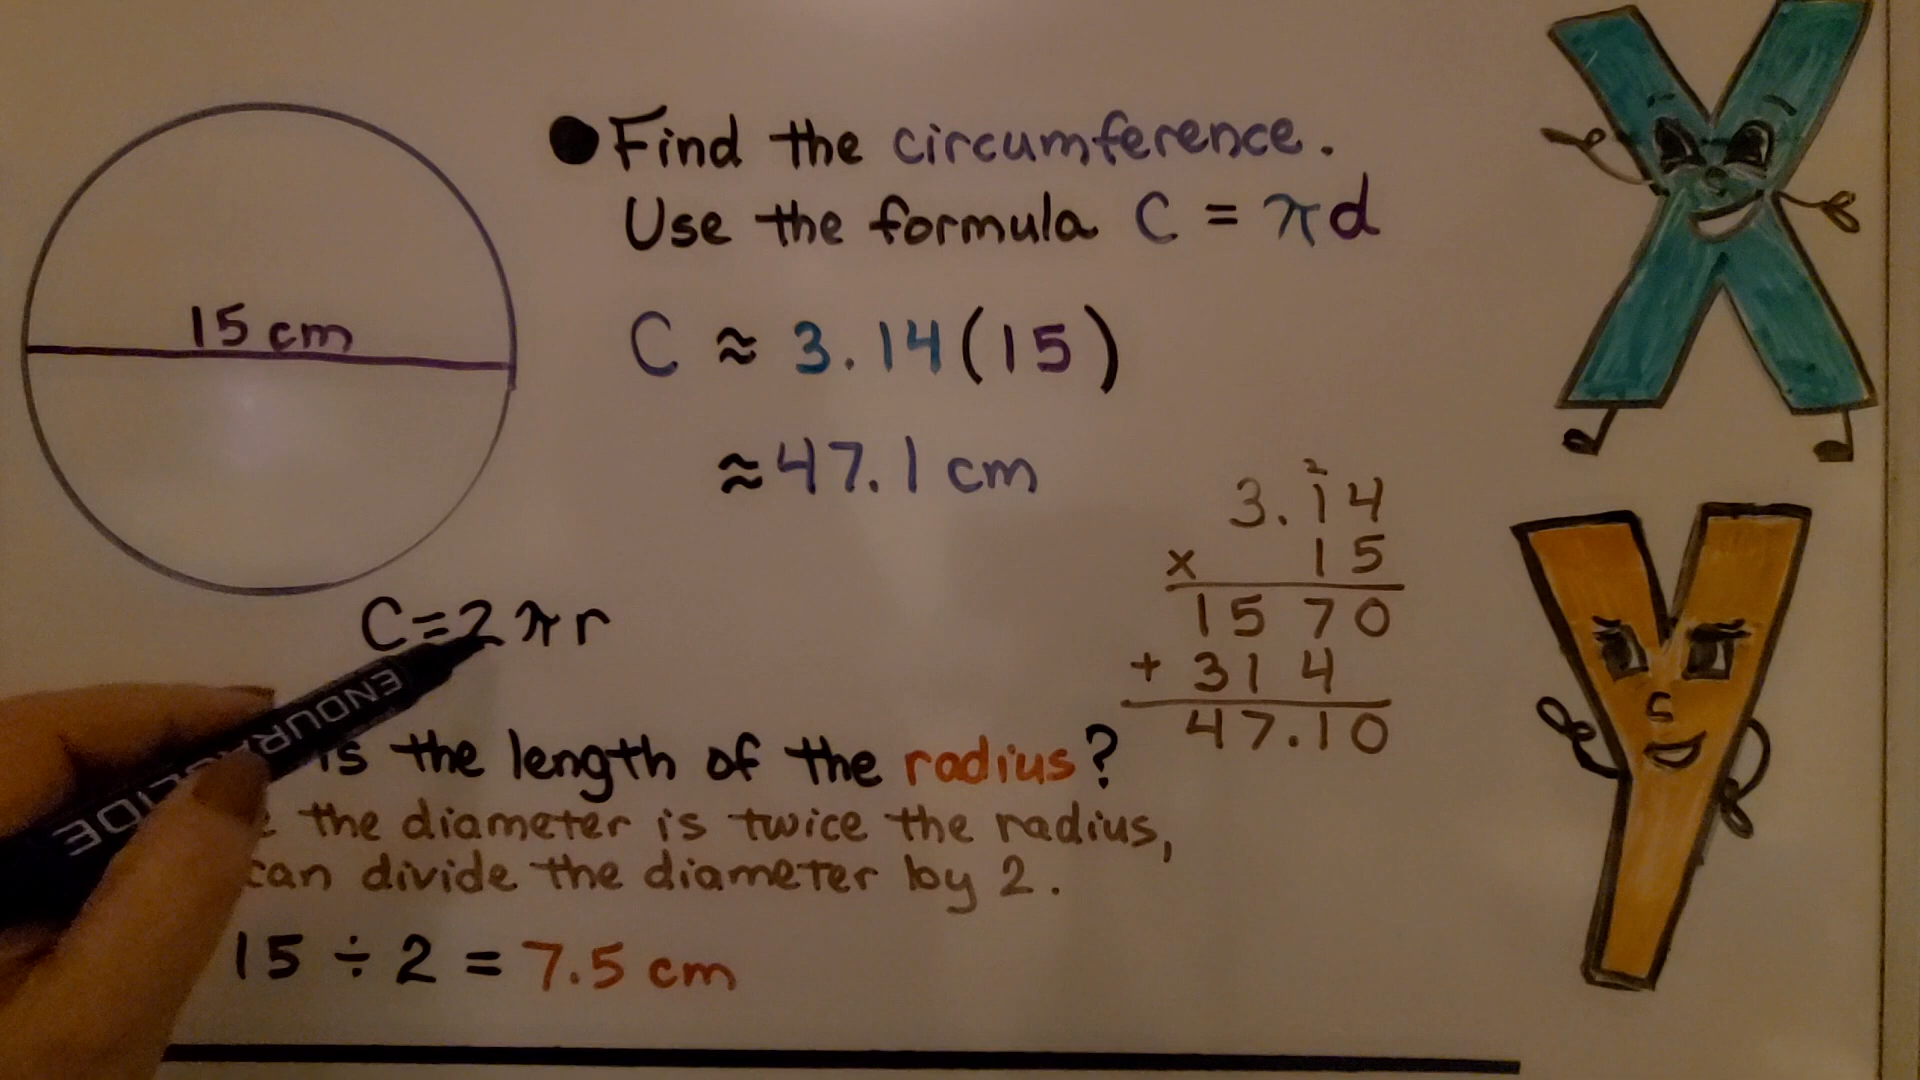 ●Find the circumference.
Use the formula C = πd
15 cm
C ≈ 3.14(15)
≈ 47.1 cm
2
3.14
x 15
1570
+ 314
47.10
C=2πr
is the length of the radius?
the diameter is twice the radius,
can divide the diameter by 2.
15 ÷ 2 = 7.5 cm